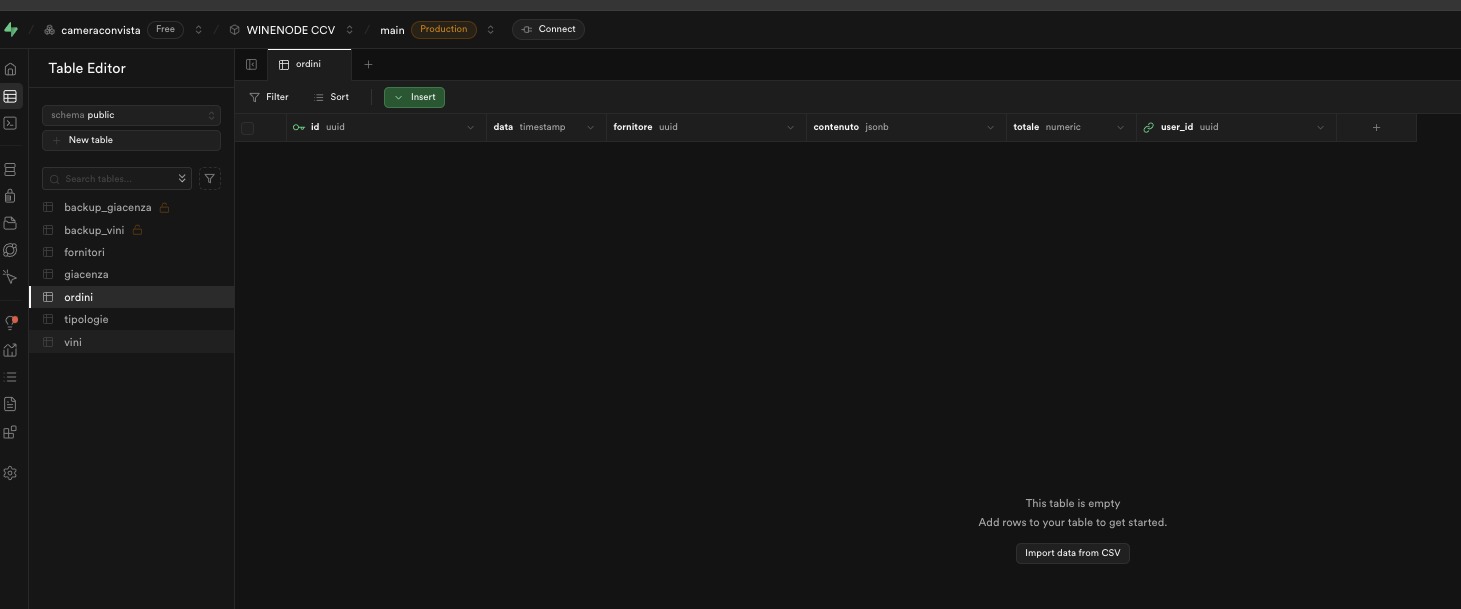 cameraconvista Free WINENODE CCV main Production Connect
Table Editor
ordini
Filter Sort Insert
schema public
New table
Search tables...
backup_giacenza
backup_vini
fornitori
giacenza
ordini
tipologie
vini
id uuid data timestamp fornitore uuid contenuto jsonb totale numeric user_id uuid
This table is empty
Add rows to your table to get started.
Import data from CSV